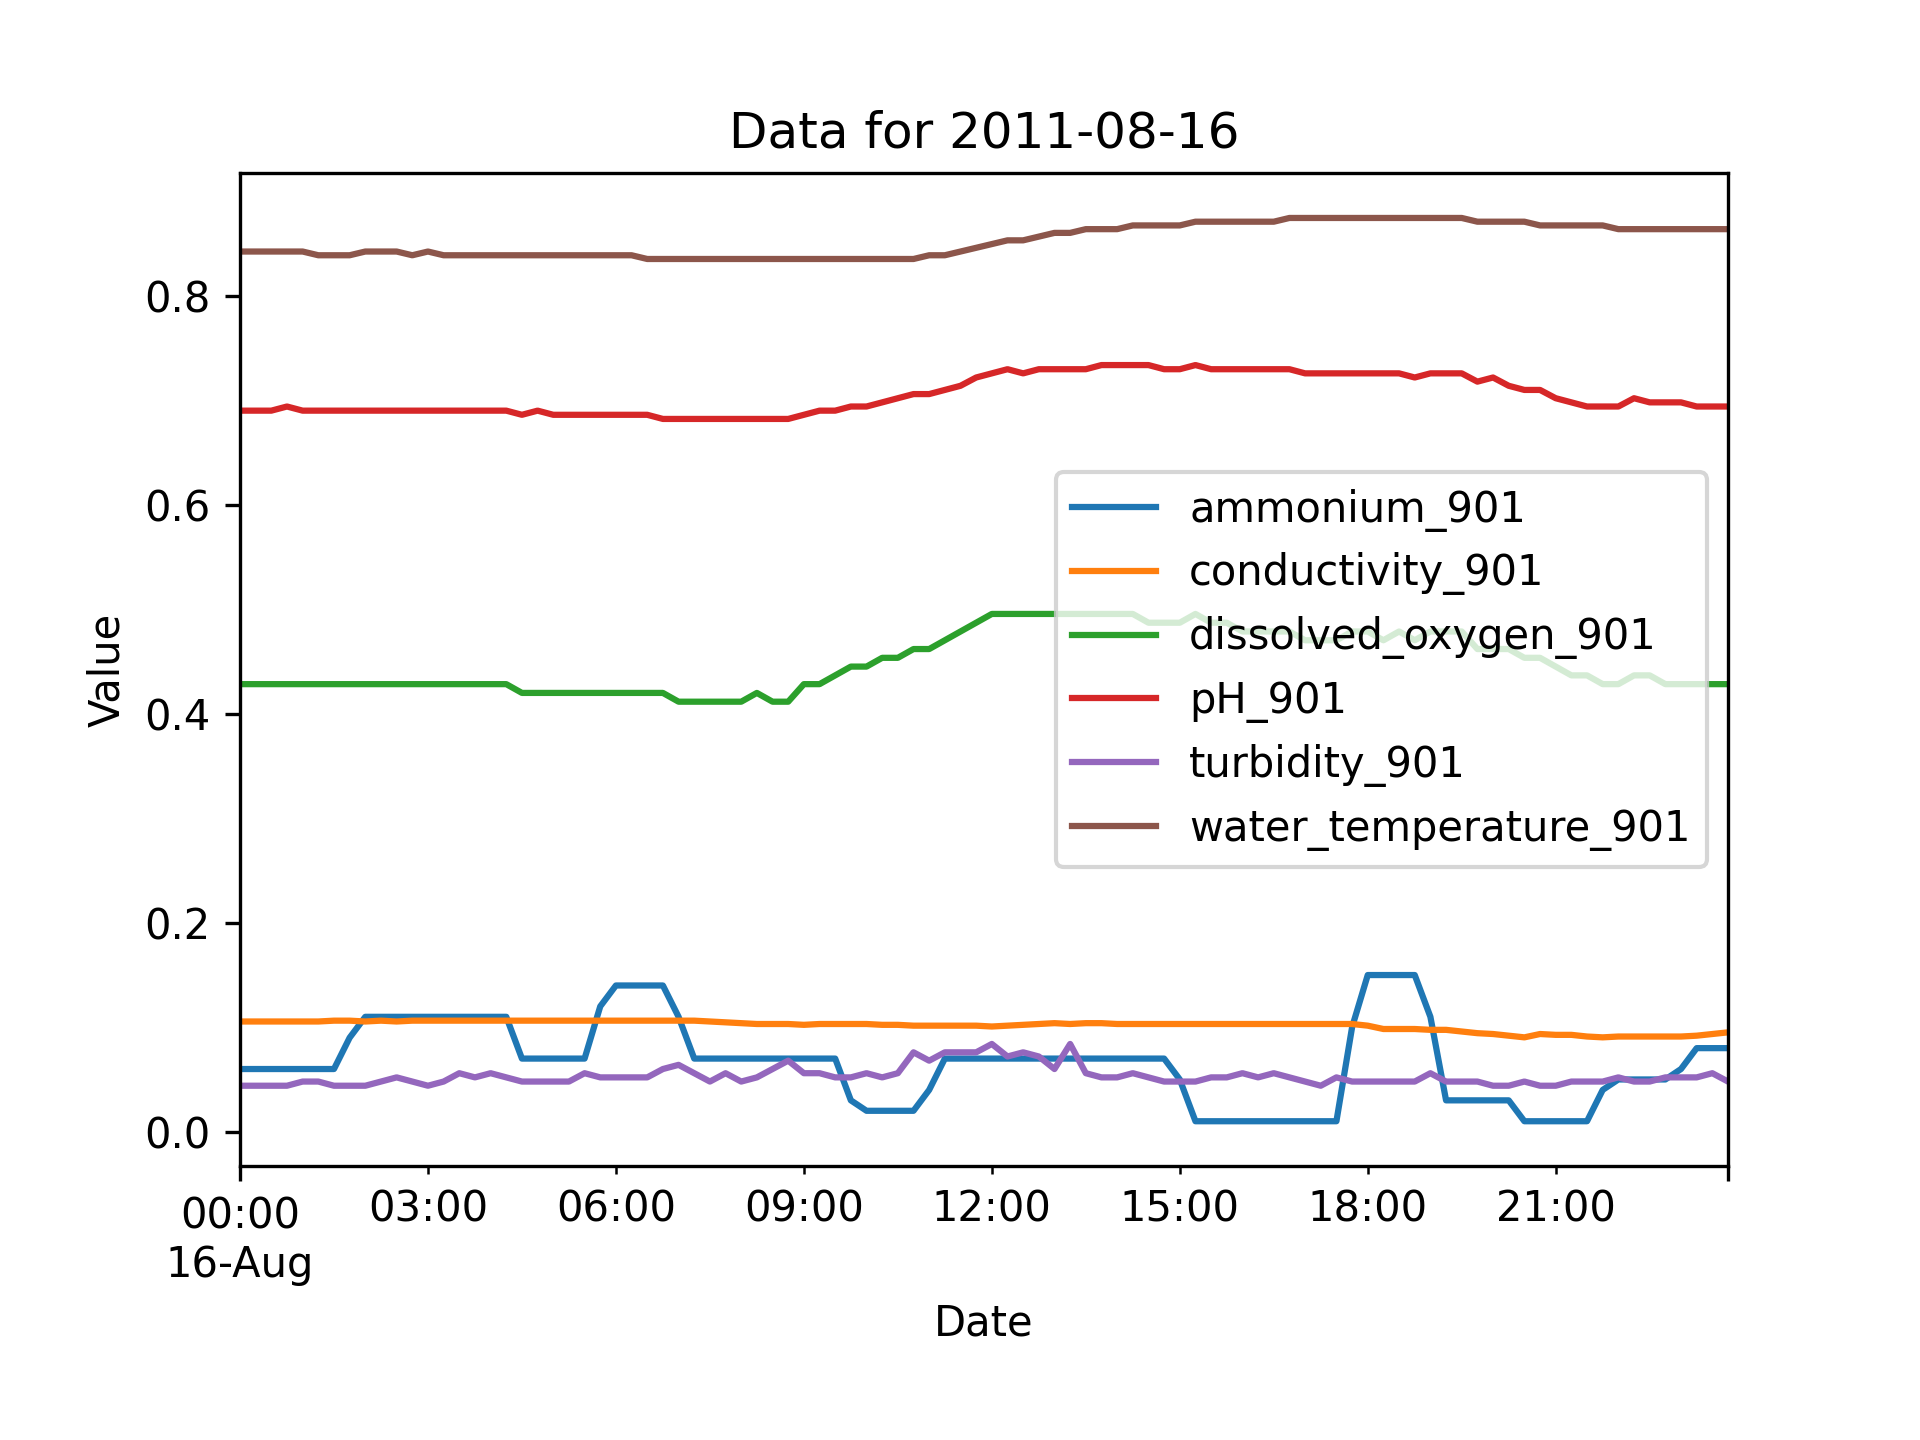 Data for 2011-08-16
Value
0.8
0.6
0.4
0.2
0.0
ammonium_901
conductivity_901
dissolved_oxygen_901
pH_901
turbidity_901
water_temperature_901
00:00 03:00 06:00 09:00 12:00 15:00 18:00 21:00
16-Aug
Date